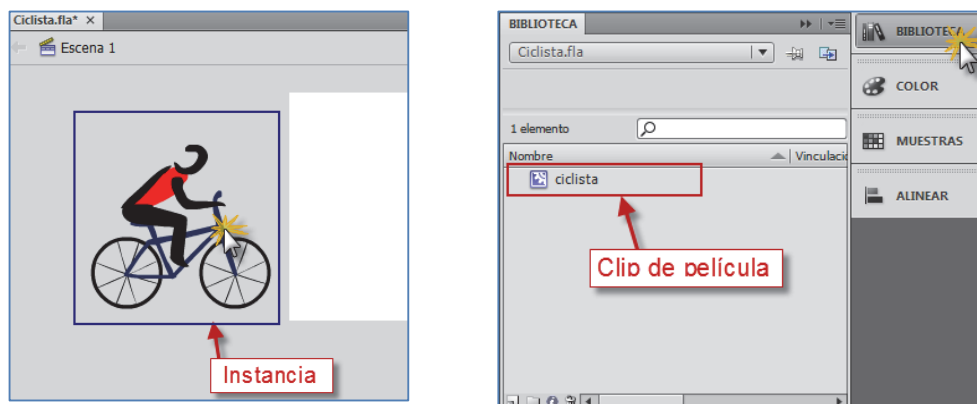 Ciclista.fla* ×
Escena 1
Instancia
BIBLIOTECA
Ciclista.fla
1 elemento
Nombre
Vinculació
ciclista
Clip de película
BIBLIOTECA
COLOR
MUESTRAS
ALINEAR